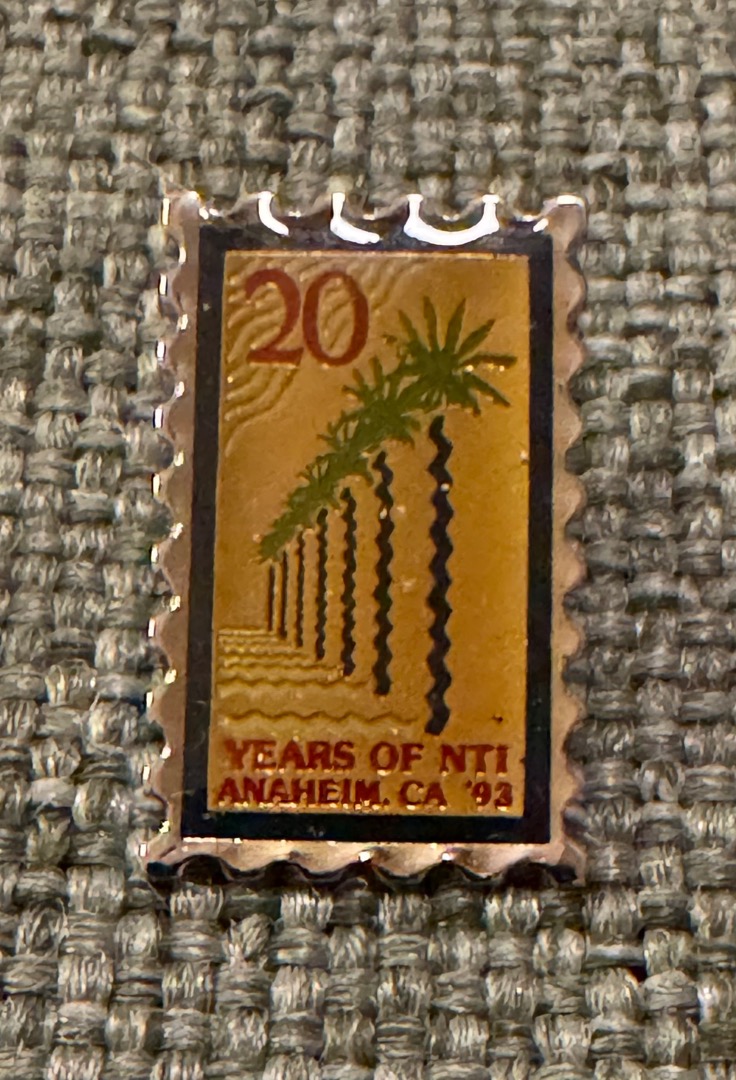 20
YEARS OF NTI
ANAHEIM, CA '93